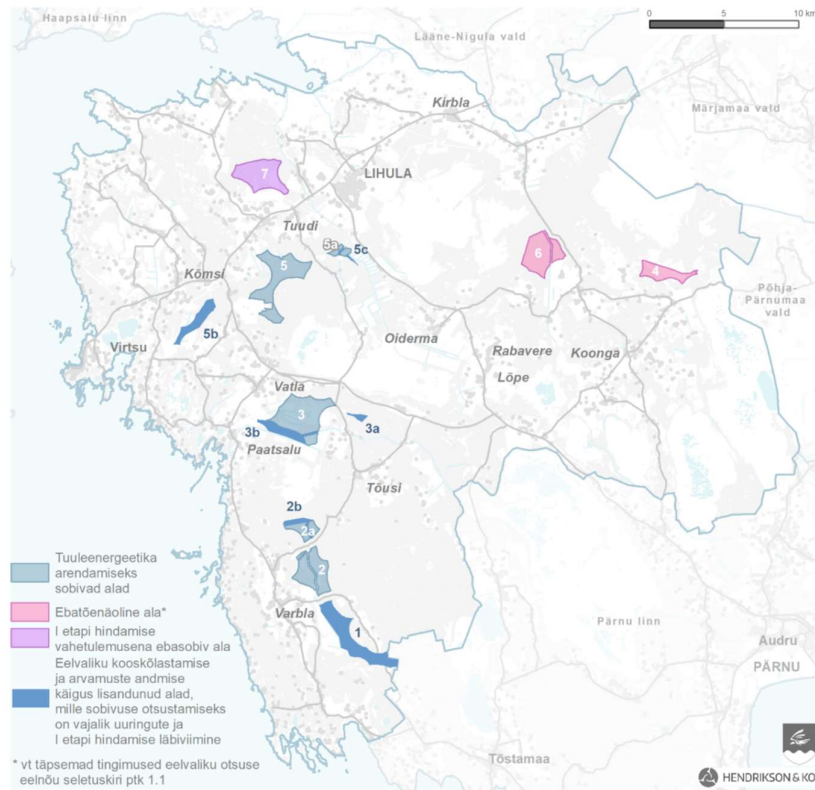 Haapsalu linn
0 5 10 km
Lääne-Nigula vald
Kirbla
Märjamaa vald
7
LIHULA
Tuudi
5a
5c
6
5
4
Kõmsi
Põhja-
Pärnumaa
vald
5b
Virtsu
Oiderma
Rabavere
Koonga
Lõpe
Vatla
3
3a
3b
Paatsalu
Tõusi
2b
2a
2
Varbla
1
Pärnu linn
Audru
PÄRNU
Tõstamaa
Tuuleenergeetika
arendamiseks
sobivad alad
Ebatõenäoline ala*
I etapi hindamise
vahetulemusena ebasobiv ala
Eelvaliku kooskõlastamise
ja arvamuste andmise
käigus lisandunud alad,
mille sobivuse otsustamiseks
on vajalik uuringute ja
I etapi hindamise läbiviimine
* vt täpsemad tingimused eelvaliku otsuse
eelnõu seletuskiri ptk 1.1
HENDRIKSON & KO